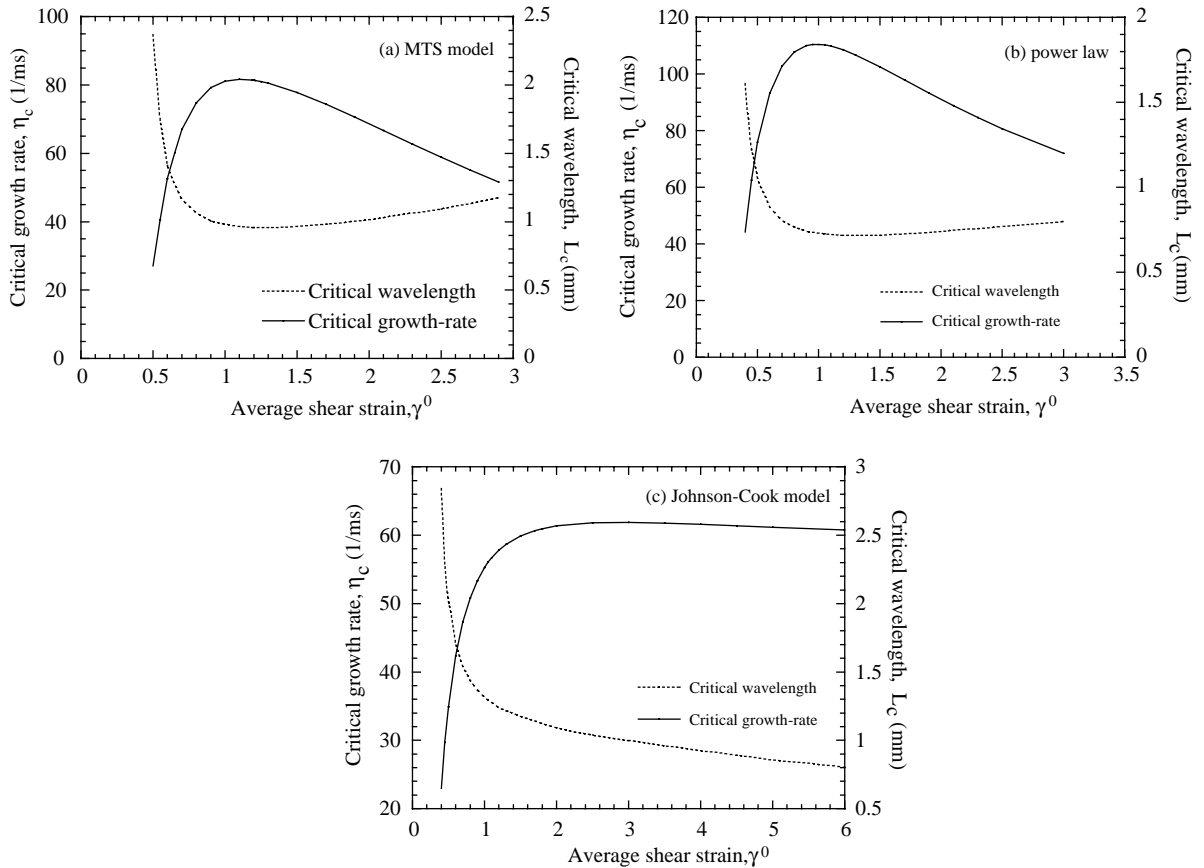 (a) MTS model
Critical growth rate, η_c (1/ms)
100
80
60
40
20
0
Critical wavelength
Critical growth-rate
2.5
2
1.5
1
0.5
0
Critical wavelength, L_c(mm)
0 0.5 1 1.5 2 2.5 3
Average shear strain,γ⁰
(b) power law
Critical growth rate, η_c (1/ms)
120
100
80
60
40
20
0
Critical wavelength
Critical growth-rate
2
1.5
1
0.5
0
Critical wavelength, L_c(mm)
0 0.5 1 1.5 2 2.5 3 3.5
Average shear strain, γ⁰
(c) Johnson-Cook model
Critical growth rate, η_c (1/ms)
70
60
50
40
30
20
Critical wavelength
Critical growth-rate
3
2.5
2
1.5
1
0.5
Critical wavelength, L_c (mm)
0 1 2 3 4 5 6
Average shear strain,γ⁰